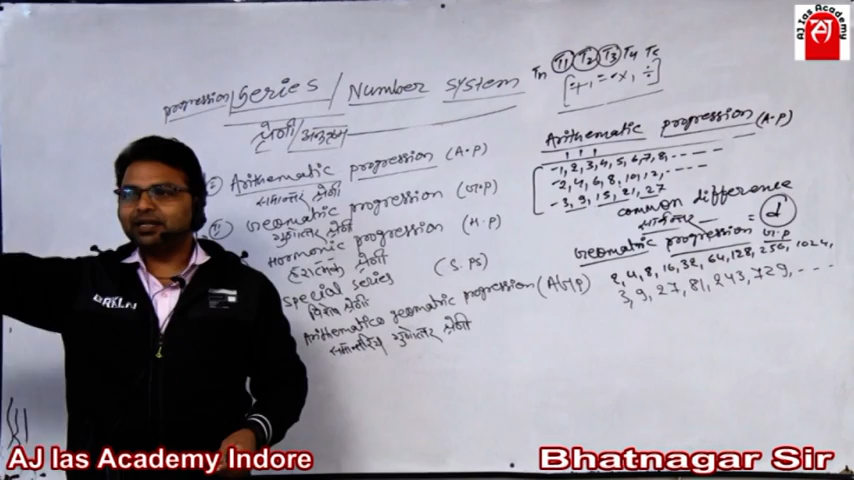 progression Series / Number System
श्रेणी / अनुक्रम
Tn T1 T2 T3 T4 T5
[+, -, x, ÷]
Arithematic progression (A.P)
समान्तर श्रेणी
Geomatric progression (G.P)
गुणोत्तर श्रेणी
Hormonic progression (H.P)
हरात्मक श्रेणी
Special series (S.PS)
विशेष श्रेणी
Arithematico geomatric progression (AGP)
समान्तरिय गुणोत्तर श्रेणी
Arithematic progression (A.P)
- 1, 2, 3, 4, 5, 6, 7, 8, - - - -
- 2, 4, 6, 8, 10, 12, - - - -
- 3, 9, 15, 21, 27
common difference
सार्वन्तर = d
Geomatric progression G.P
2, 4, 8, 16, 32, 64, 128, 256, 1024,
3, 9, 27, 81, 243, 729, - - - -
AJ Ias Academy
AJ
AJ Ias Academy Indore
Bhatnagar Sir